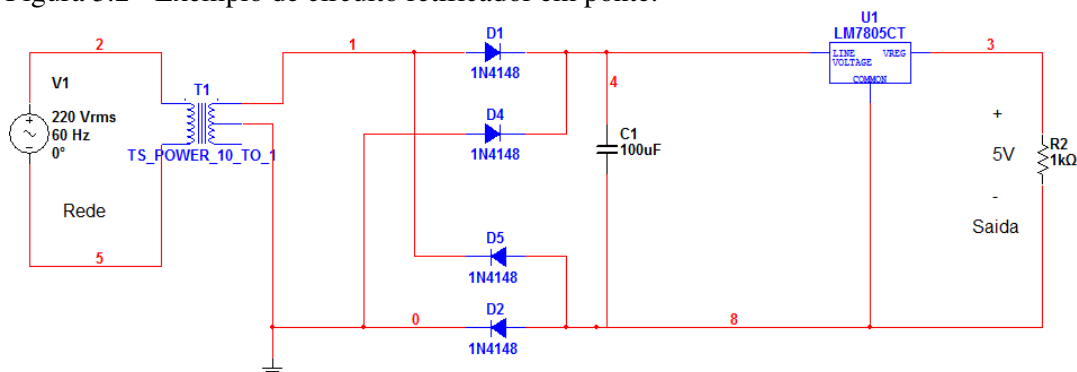 Figura 3.2 - Exemplo de circuito retificador em ponte.
U1
LM7805CT
LINE VREG
VOLTAGE
COMMON
2
1
D1
1N4148
3
4
V1
220 Vrms
60 Hz
0°
T1
TS_POWER_10_TO_1
D4
1N4148
C1
100uF
+
5V
-
Saida
R2
1kΩ
Rede
5
D5
1N4148
0
D2
1N4148
8